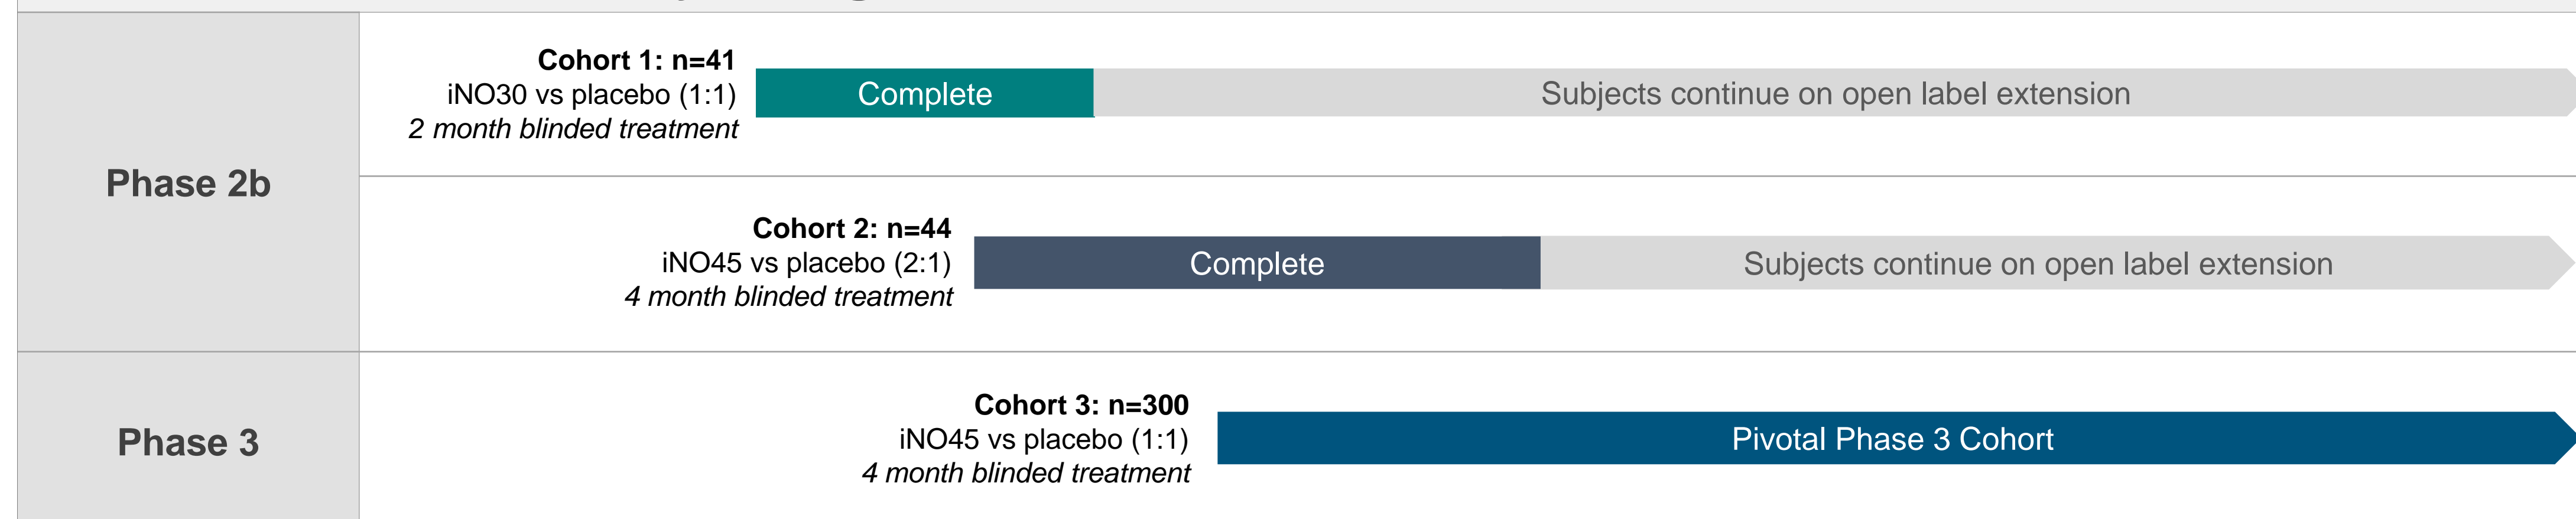 Phase 2b
Cohort 1: n=41
iNO30 vs placebo (1:1)
2 month blinded treatment
Complete
Subjects continue on open label extension
Cohort 2: n=44
iNO45 vs placebo (2:1)
4 month blinded treatment
Complete
Subjects continue on open label extension
Phase 3
Cohort 3: n=300
iNO45 vs placebo (1:1)
4 month blinded treatment
Pivotal Phase 3 Cohort